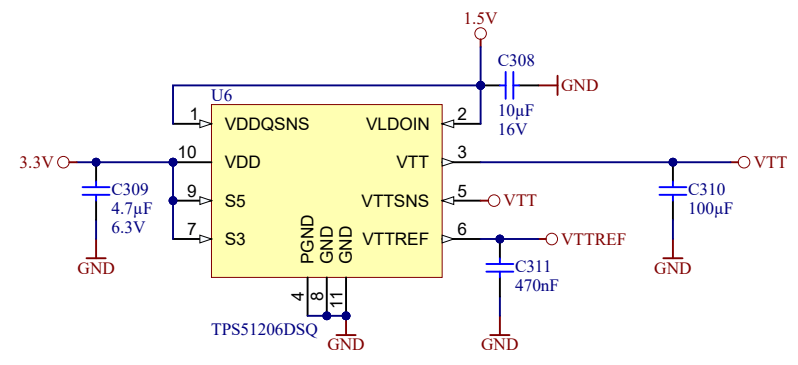 1.5V
C308
GND
10µF
16V
U6
1
VDDQSNS
VLDOIN
2
3.3V
10
VDD
VTT
3
VTT
C309
4.7µF
6.3V
9
S5
VTTSNS
5
VTT
C310
100µF
7
S3
PGND
GND
GND
VTTREF
6
VTTREF
C311
470nF
GND
GND
4
8
11
TPS51206DSQ
GND
GND